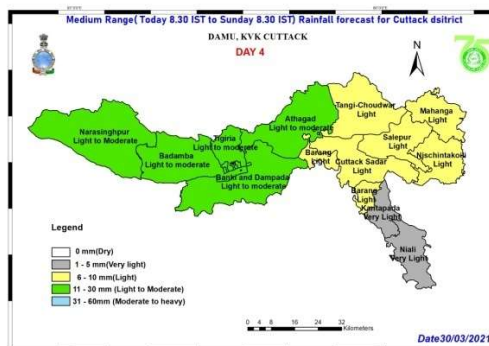 Medium Range( Today 8.30 IST to Sunday 8.30 IST) Rainfall forecast for Cuttack dsitrict
DAMU, KVK CUTTACK
DAY 4
N
75
Tangi-Choudwar
Light
Mahanga
Light
Athagad
Light to moderate
Narasinghpur
Light to Moderate
Tigiria
Light to moderate
Salepur
Light
Badamba
Light to moderate
Barang
Light
Nischintakoili
Light
Cuttack Sadar
Light
Banki and Dampada
Light to moderate
Barang
Light
Kantapada
Very Light
Niali
Very Light
Legend
0 mm(Dry)
1 - 5 mm(Very light)
6 - 10 mm(Light)
11 - 30 mm (Light to Moderate)
31 - 60mm (Moderate to heavy)
0 4 8 16 24 32
Kilometers
Date30/03/2021